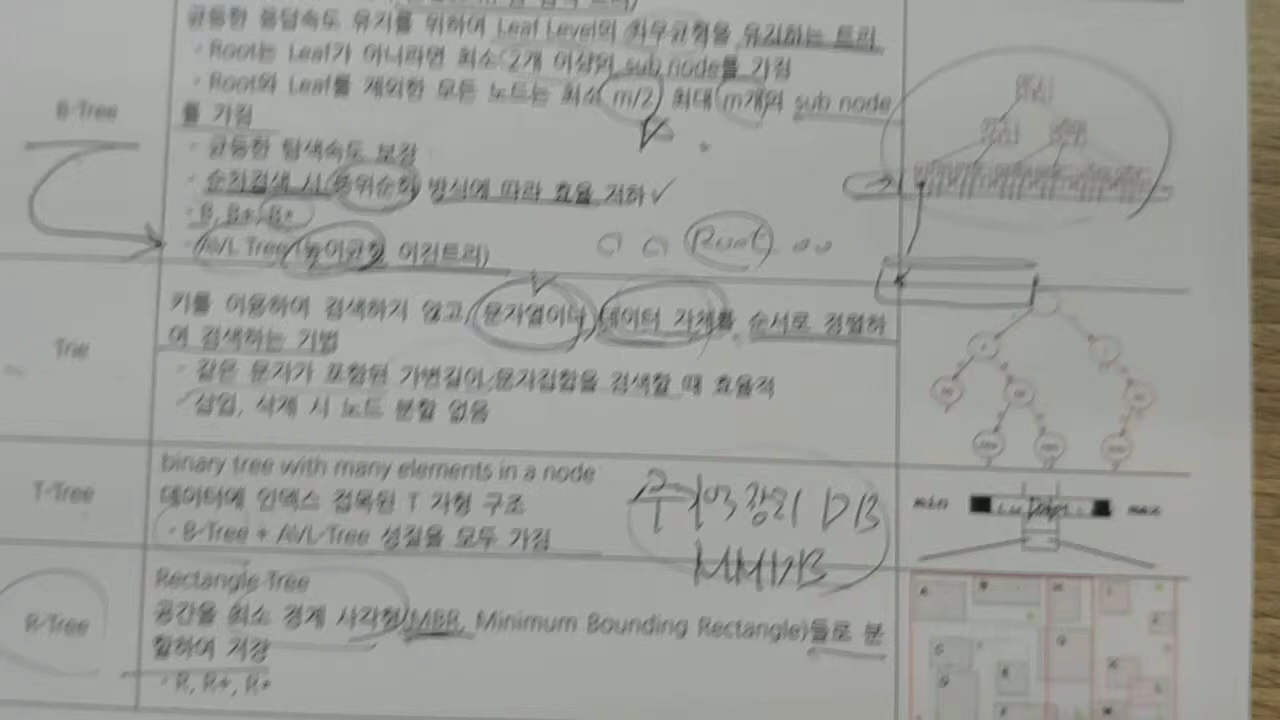 균등한 응답속도 유지를 위하여 Leaf Level의 좌우균형을 유지하는 트리
· Root는 Leaf가 아니라면 최소 2개 이상의 sub node를 가짐
· Root와 Leaf를 제외한 모든 노드는 최소 m/2, 최대 m개의 sub node
를 가짐
B-Tree
· 균등한 탐색속도 보장
· 순차검색 시 중위순회 방식에 따라 효율 저하
· B, B+, B*
· AVL Tree (높이균형 이진트리)
Root
키를 이용하여 검색하지 않고, 문자열이나 데이터 자체를 순서로 정렬하
여 검색하는 기법
Trie
· 같은 문자가 포함된 가변길이 문자집합을 검색할 때 효율적
삽입, 삭제 시 노드 분할 없음
binary tree with many elements in a node
T-Tree
데이터에 인덱스 접목된 T 자형 구조
· B-Tree + AVL-Tree 성질을 모두 가짐
DB
min
max
Rectangle-Tree
R-Tree
공간을 최소 경계 사각형(MBR, Minimum Bounding Rectangle)들로 분
할하여 저장
· R, R+, R*